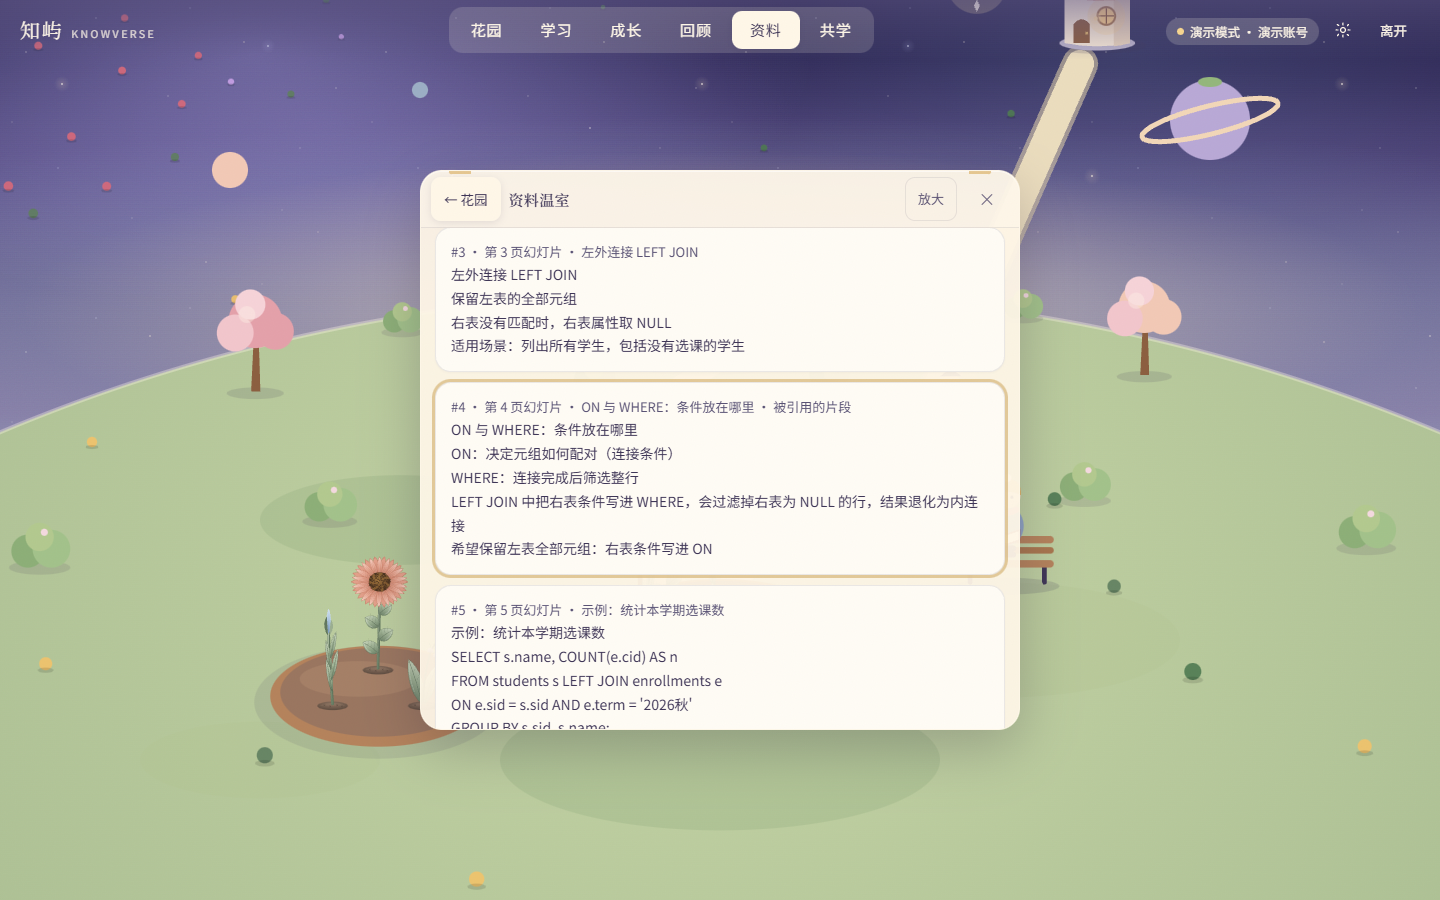 知屿 KNOWVERSE
花园 学习 成长 回顾 资料 共学
演示模式 · 演示账号 离开
← 花园 资料温室 放大
#3 · 第 3 页幻灯片 · 左外连接 LEFT JOIN
左外连接 LEFT JOIN
保留左表的全部元组
右表没有匹配时，右表属性取 NULL
适用场景：列出所有学生，包括没有选课的学生
#4 · 第 4 页幻灯片 · ON 与 WHERE：条件放在哪里 · 被引用的片段
ON 与 WHERE：条件放在哪里
ON：决定元组如何配对（连接条件）
WHERE：连接完成后筛选整行
LEFT JOIN 中把右表条件写进 WHERE，会过滤掉右表为 NULL 的行，结果退化为内连
接
希望保留左表全部元组：右表条件写进 ON
#5 · 第 5 页幻灯片 · 示例：统计本学期选课数
示例：统计本学期选课数
SELECT s.name, COUNT(e.cid) AS n
FROM students s LEFT JOIN enrollments e
ON e.sid = s.sid AND e.term = '2026秋'
GROUP BY s.sid, s.name;